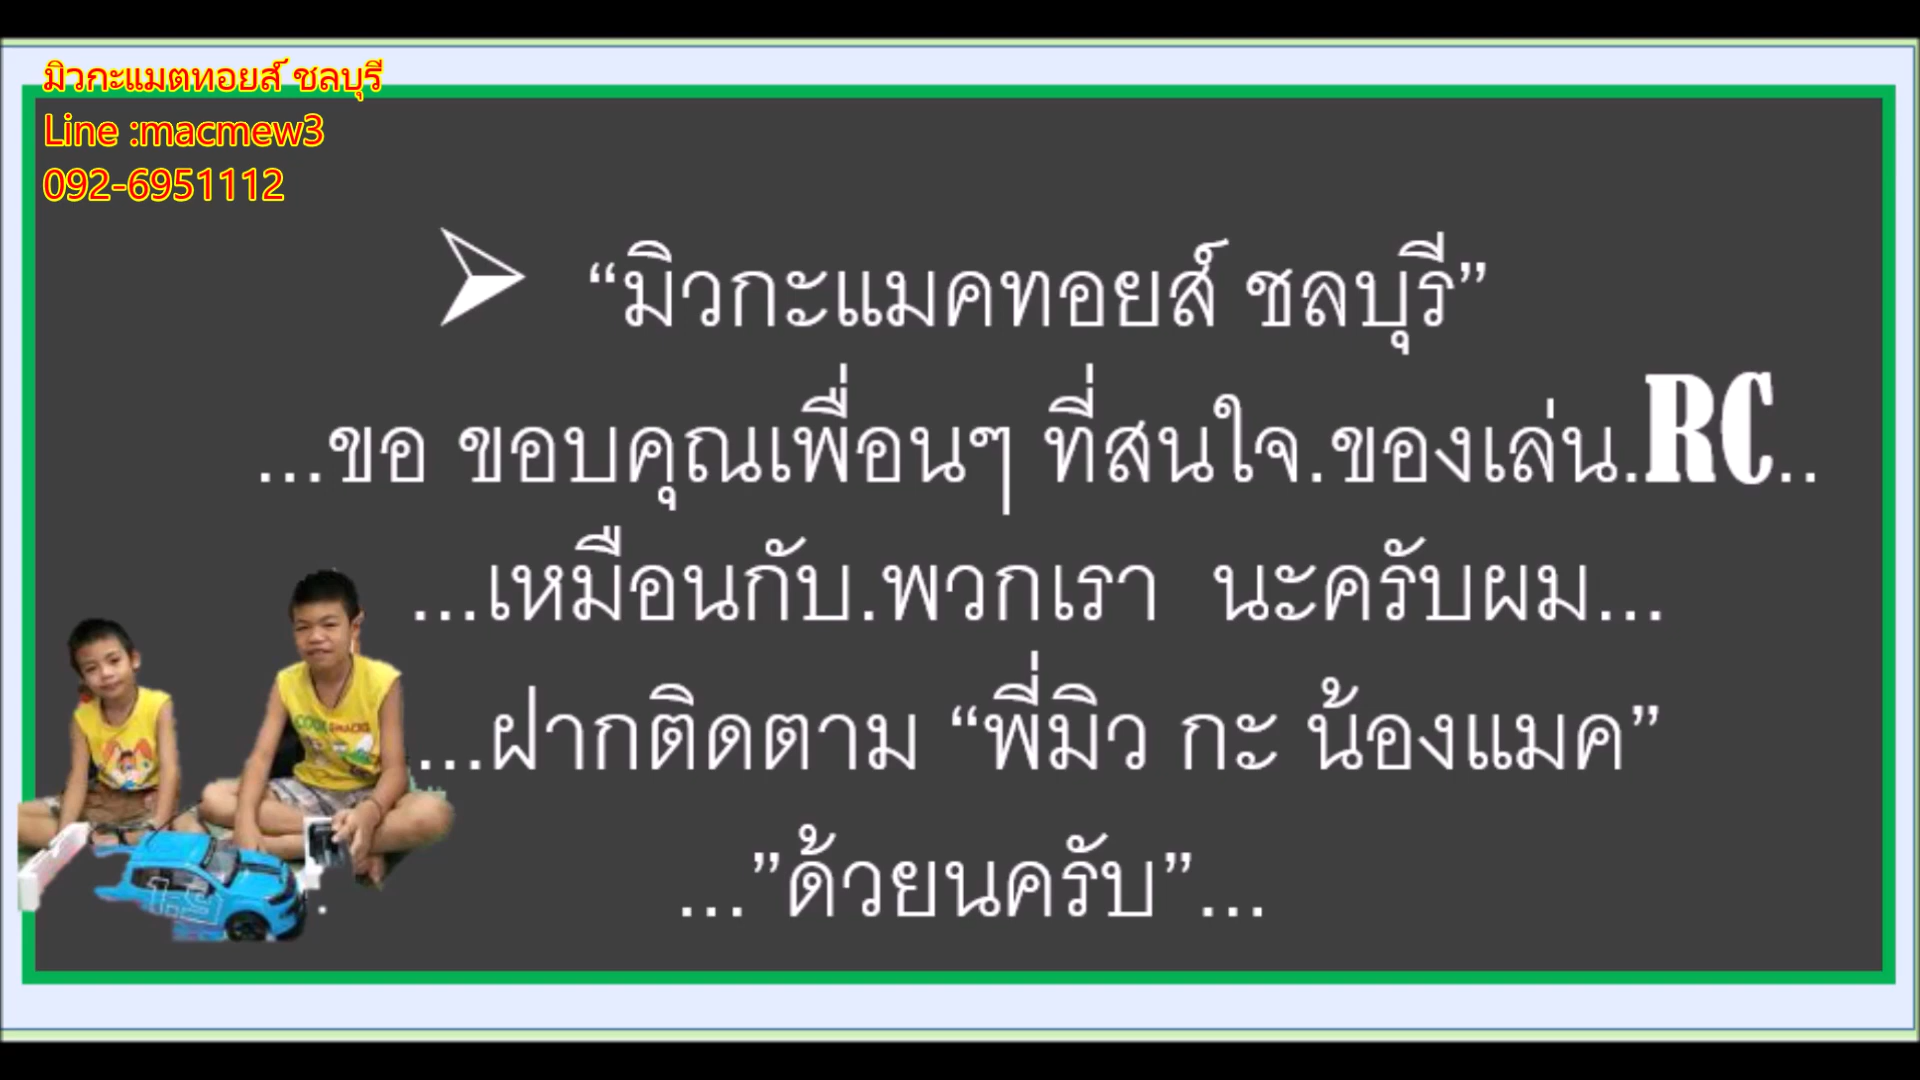 มิวกะแมตทอยส์ ชลบุรี
Line :macmew3
092-6951112
➢ “มิวกะแมคทอยส์ ชลบุรี”
...ขอ ขอบคุณเพื่อนๆ ที่สนใจ.ของเล่น.RC..
...เหมือนกับ.พวกเรา นะครับผม...
...ฝากติดตาม “พี่มิว กะ น้องแมค”
...”ด้วยนครับ”...